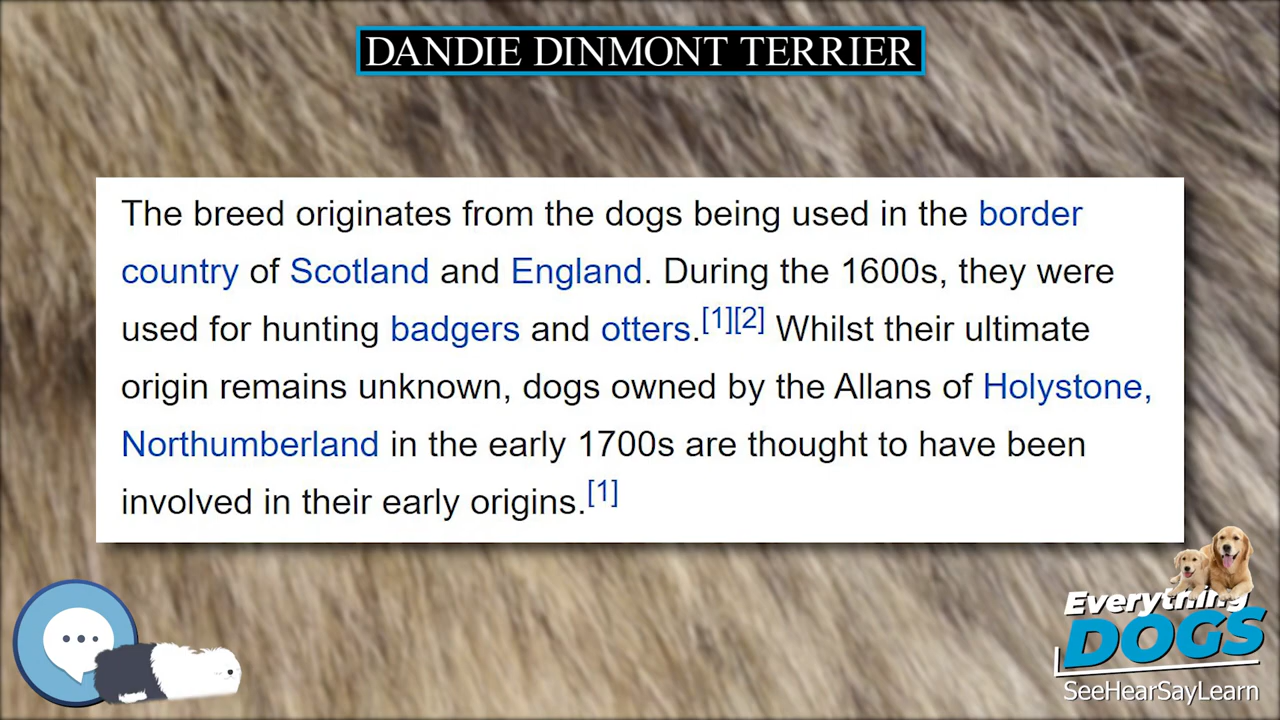 DANDIE DINMONT TERRIER
The breed originates from the dogs being used in the border
country of Scotland and England. During the 1600s, they were
used for hunting badgers and otters.[1][2] Whilst their ultimate
origin remains unknown, dogs owned by the Allans of Holystone,
Northumberland in the early 1700s are thought to have been
involved in their early origins.[1]
Everything
DOGS
SeeHearSayLearn